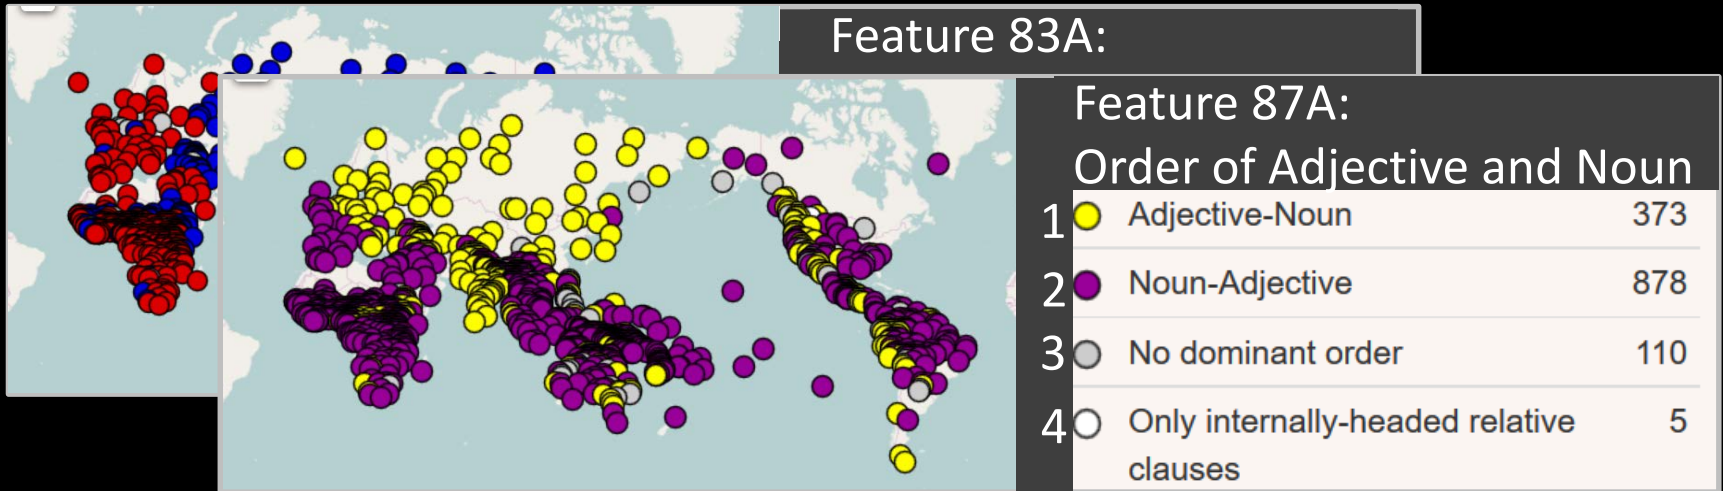 Feature 83A:
Feature 87A:
Order of Adjective and Noun
1 Adjective-Noun 373
2 Noun-Adjective 878
3 No dominant order 110
4 Only internally-headed relative 5
clauses